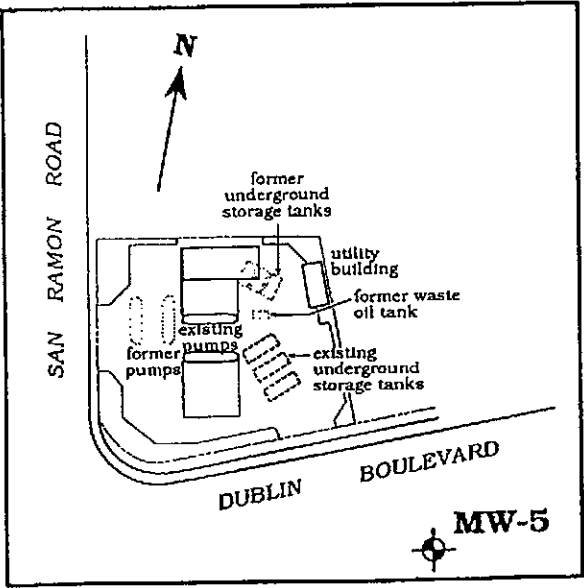 N
SAN RAMON ROAD
former
underground
storage tanks
utility
building
former waste
oil tank
existing
pumps
former
pumps
existing
underground
storage tanks
DUBLIN BOULEVARD
MW-5